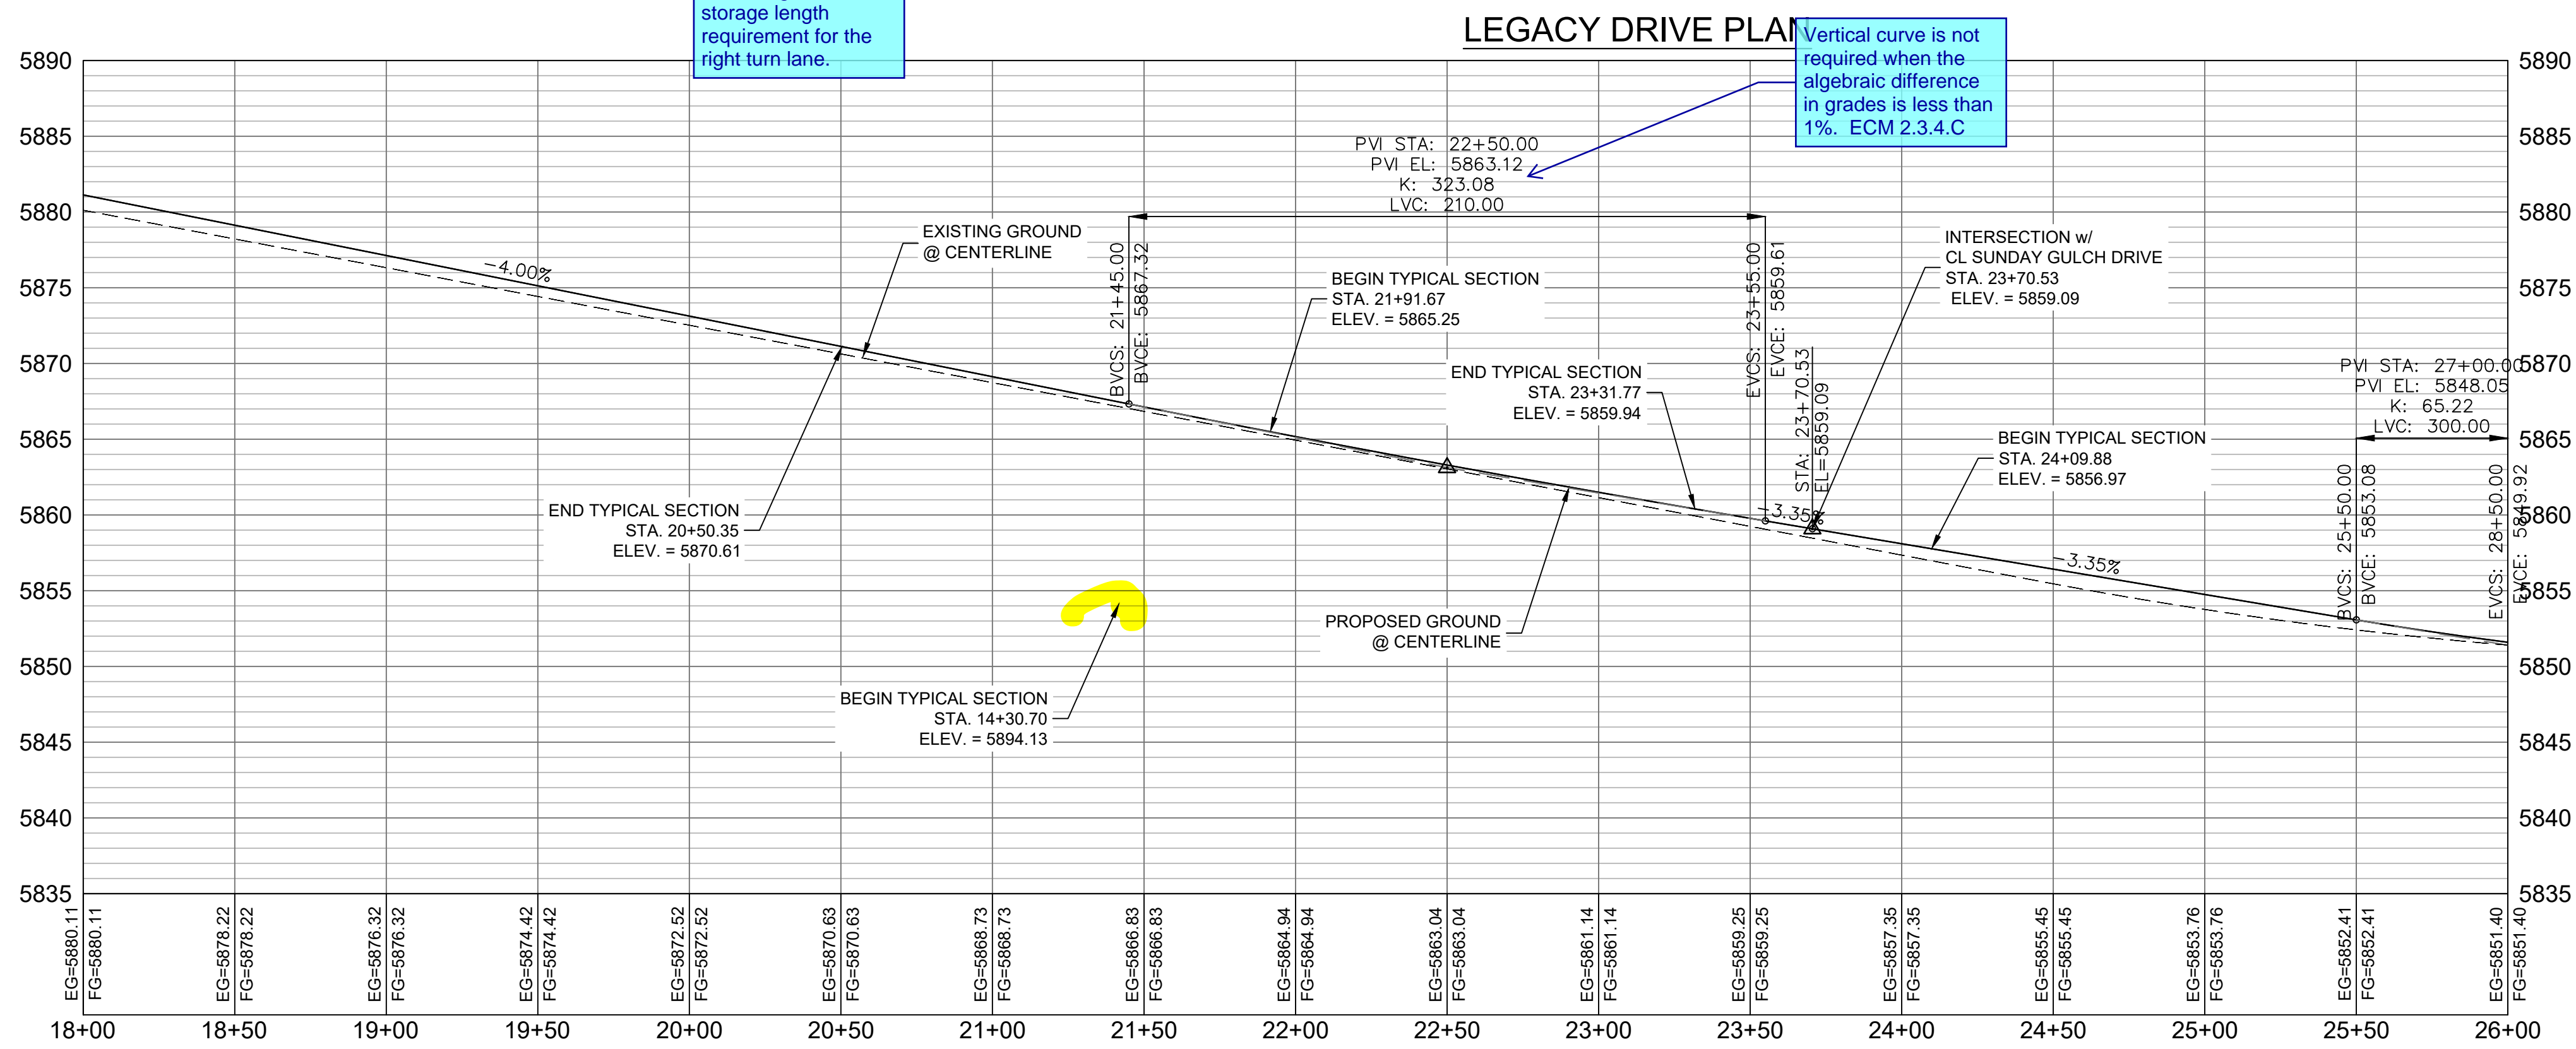 storage length
requirement for the
right turn lane.
LEGACY DRIVE PLAN
Vertical curve is not
required when the
algebraic difference
in grades is less than
1%. ECM 2.3.4.C
5890
5885
5880
5875
5870
5865
5860
5855
5850
5845
5840
5835
5890
5885
5880
5875
5870
5865
5860
5855
5850
5845
5840
5835
PVI STA: 22+50.00
PVI EL: 5863.12
K: 323.08
LVC: 210.00
-4.00%
EXISTING GROUND
@ CENTERLINE
BVCS: 21+45.00
BVCE: 5867.32
BEGIN TYPICAL SECTION
STA. 21+91.67
ELEV. = 5865.25
END TYPICAL SECTION
STA. 23+31.77
ELEV. = 5859.94
EVCS: 23+55.00
EVCE: 5859.61
STA: 23+70.53
EL=5859.09
INTERSECTION w/
CL SUNDAY GULCH DRIVE
STA. 23+70.53
ELEV. = 5859.09
PVI STA: 27+00.00
PVI EL: 5848.05
K: 65.22
LVC: 300.00
BEGIN TYPICAL SECTION
STA. 24+09.88
ELEV. = 5856.97
BVCS: 25+50.00
BVCE: 5853.08
EVCS: 28+50.00
EVCE: 5849.92
END TYPICAL SECTION
STA. 20+50.35
ELEV. = 5870.61
-3.35%
-3.35%
PROPOSED GROUND
@ CENTERLINE
BEGIN TYPICAL SECTION
STA. 14+30.70
ELEV. = 5894.13
EG=5880.11
FG=5880.11
EG=5878.22
FG=5878.22
EG=5876.32
FG=5876.32
EG=5874.42
FG=5874.42
EG=5872.52
FG=5872.52
EG=5870.63
FG=5870.63
EG=5868.73
FG=5868.73
EG=5866.83
FG=5866.83
EG=5864.94
FG=5864.94
EG=5863.04
FG=5863.04
EG=5861.14
FG=5861.14
EG=5859.25
FG=5859.25
EG=5857.35
FG=5857.35
EG=5855.45
FG=5855.45
EG=5853.76
FG=5853.76
EG=5852.41
FG=5852.41
EG=5851.40
FG=5851.40
18+00
18+50
19+00
19+50
20+00
20+50
21+00
21+50
22+00
22+50
23+00
23+50
24+00
24+50
25+00
25+50
26+00